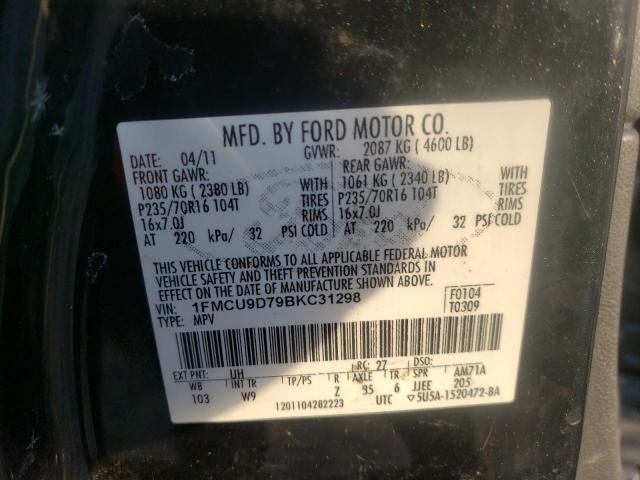 MFD. BY FORD MOTOR CO.
DATE: 04/11
GVWR: 2087 KG ( 4600 LB)
FRONT GAWR:
REAR GAWR:
1080 KG ( 2380 LB) WITH
1061 KG ( 2340 LB) WITH
P235/70R16 104T TIRES
P235/70R16 104T TIRES
16x7.0J RIMS
16x7.0J RIMS
AT 220 kPa/ 32 PSI COLD
AT 220 kPa/ 32 PSI COLD
THIS VEHICLE CONFORMS TO ALL APPLICABLE FEDERAL MOTOR
VEHICLE SAFETY AND THEFT PREVENTION STANDARDS IN
EFFECT ON THE DATE OF MANUFACTURE SHOWN ABOVE.
VIN: 1FMCU9D79BKC31298
F0104
TYPE: MPV
T0309
EXT PNT: UH RC: 27 DSO:
WB INT TR TP/PS R AXLE TR SPR AM71A
103 W9 Z 35 6 JJEE 205
1201104282223 UTC 5U5A-1520472-BA